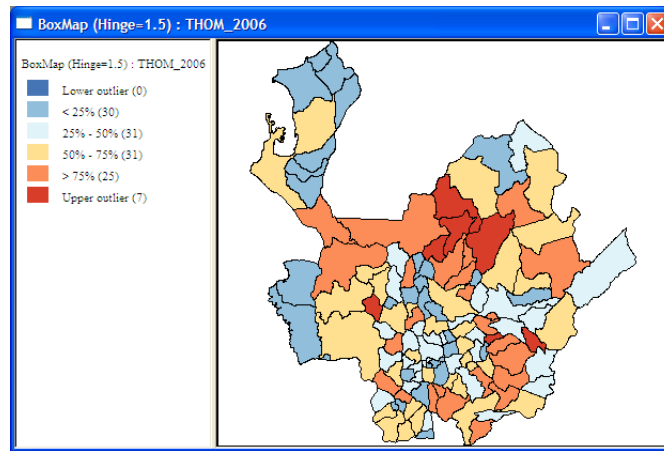 BoxMap (Hinge=1.5) : THOM_2006
BoxMap (Hinge=1.5) : THOM_2006
Lower outlier (0)
< 25% (30)
25% - 50% (31)
50% - 75% (31)
> 75% (25)
Upper outlier (7)